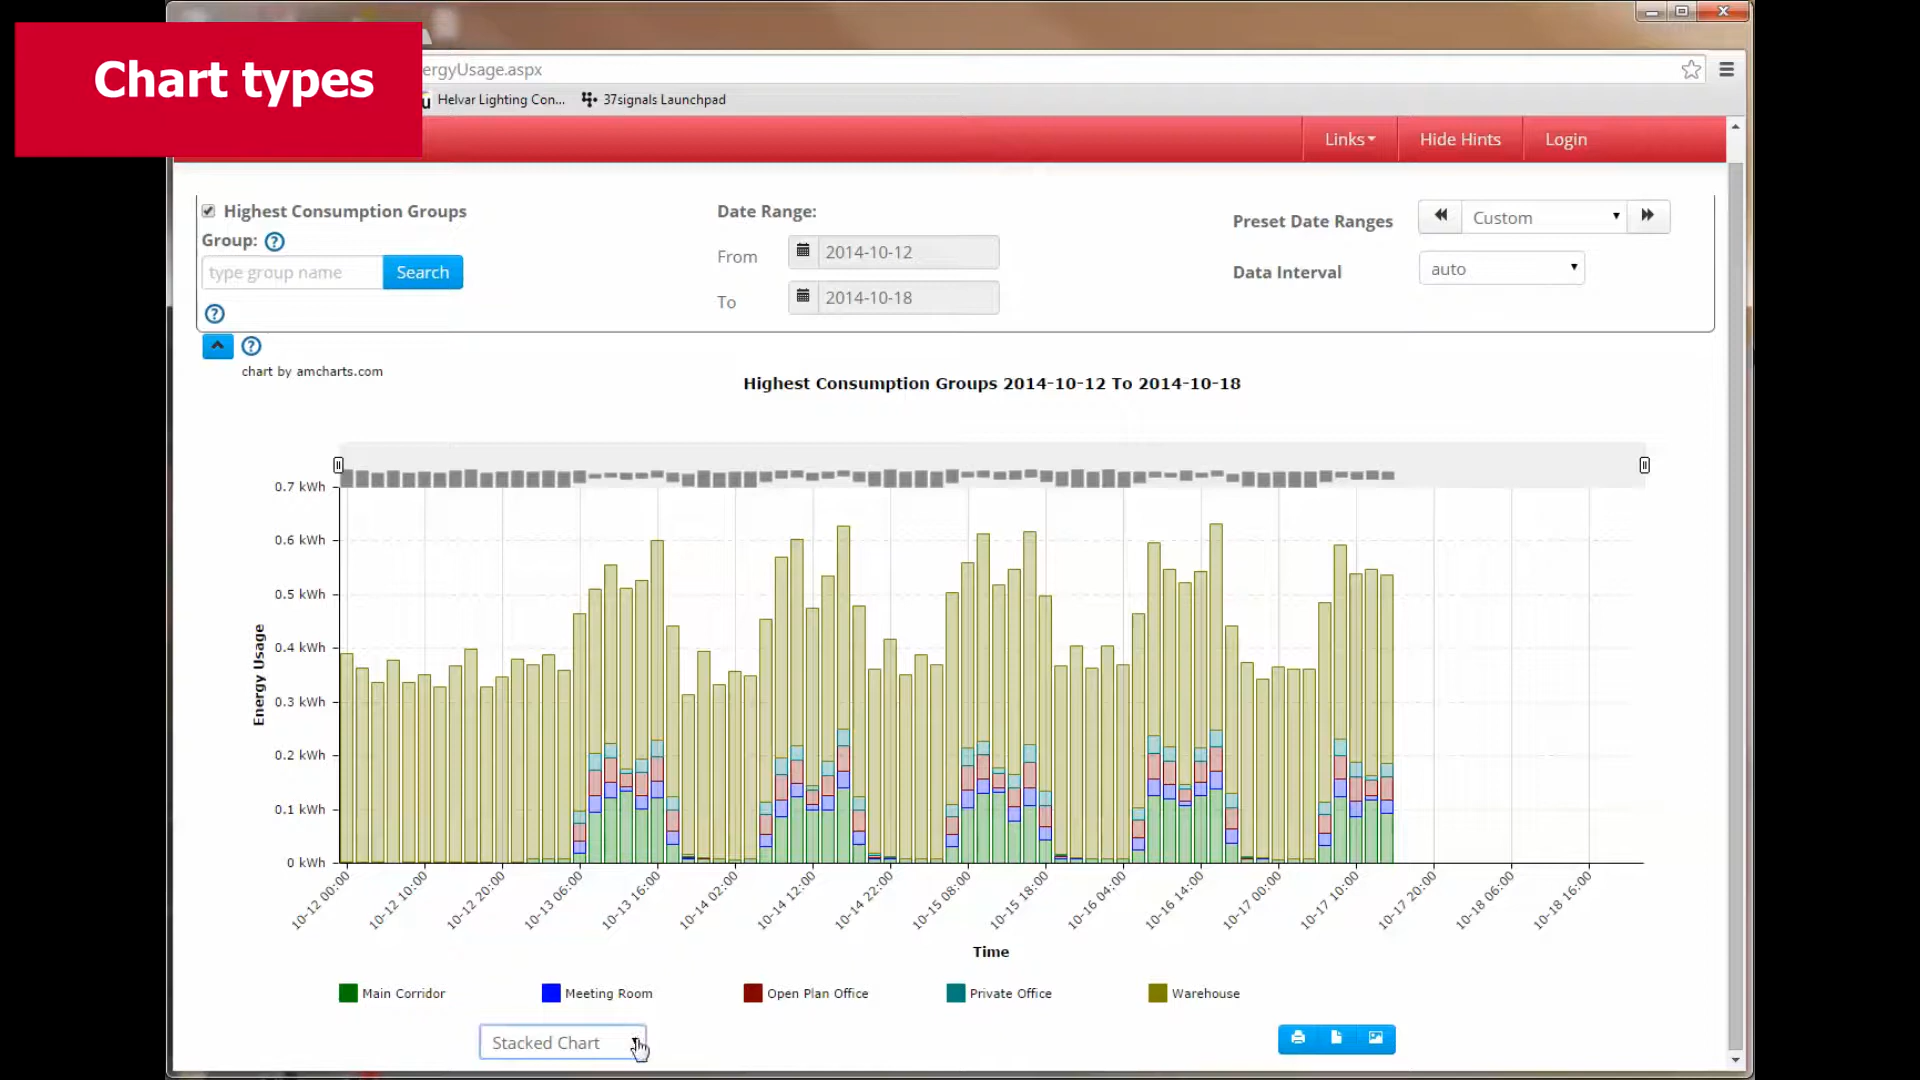 Chart types
ergyUsage.aspx
Helvar Lighting Con... 37signals Launchpad
Links Hide Hints Login
Highest Consumption Groups
Group: ?
type group name Search
?
Date Range:
From 2014-10-12
To 2014-10-18
Preset Date Ranges Custom
Data Interval auto
?
chart by amcharts.com
Highest Consumption Groups 2014-10-12 To 2014-10-18
0.7 kWh
0.6 kWh
0.5 kWh
0.4 kWh
0.3 kWh
0.2 kWh
0.1 kWh
0 kWh
Energy Usage
10-12 00:00 10-12 10:00 10-12 20:00 10-13 06:00 10-13 16:00 10-14 02:00 10-14 12:00 10-14 22:00 10-15 08:00 10-15 18:00 10-16 04:00 10-16 14:00 10-17 00:00 10-17 10:00 10-17 20:00 10-18 06:00 10-18 16:00
Time
Main Corridor Meeting Room Open Plan Office Private Office Warehouse
Stacked Chart